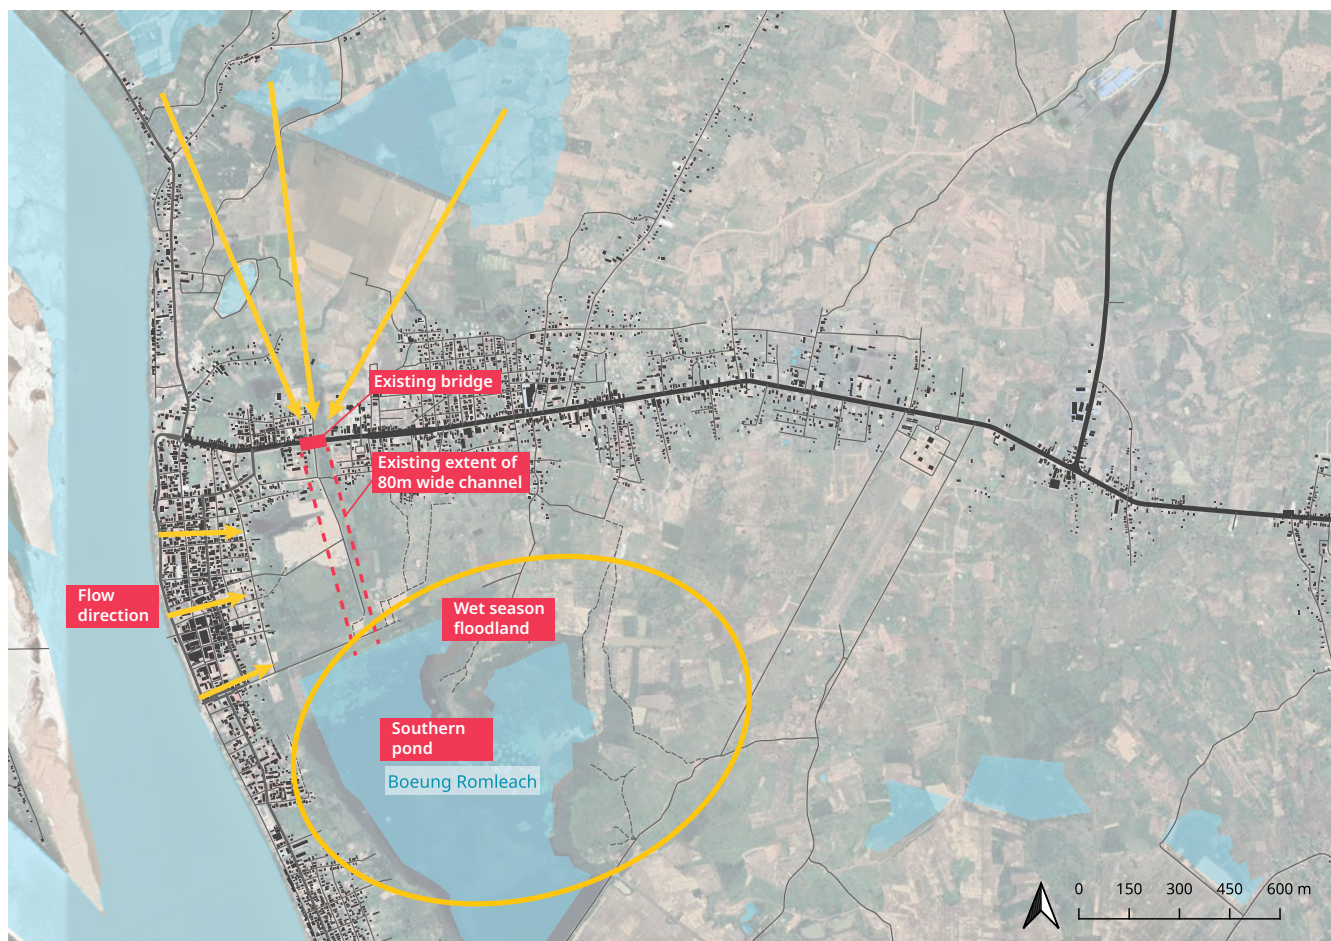 Existing bridge
Existing extent of
80m wide channel
Flow
direction
Wet season
floodland
Southern
pond
Boeung Romleach
0 150 300 450 600 m